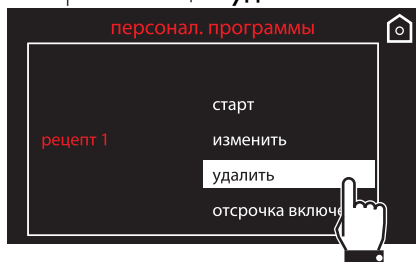 персонал. программы
старт
рецепт 1 изменить
удалить
отсрочка включе